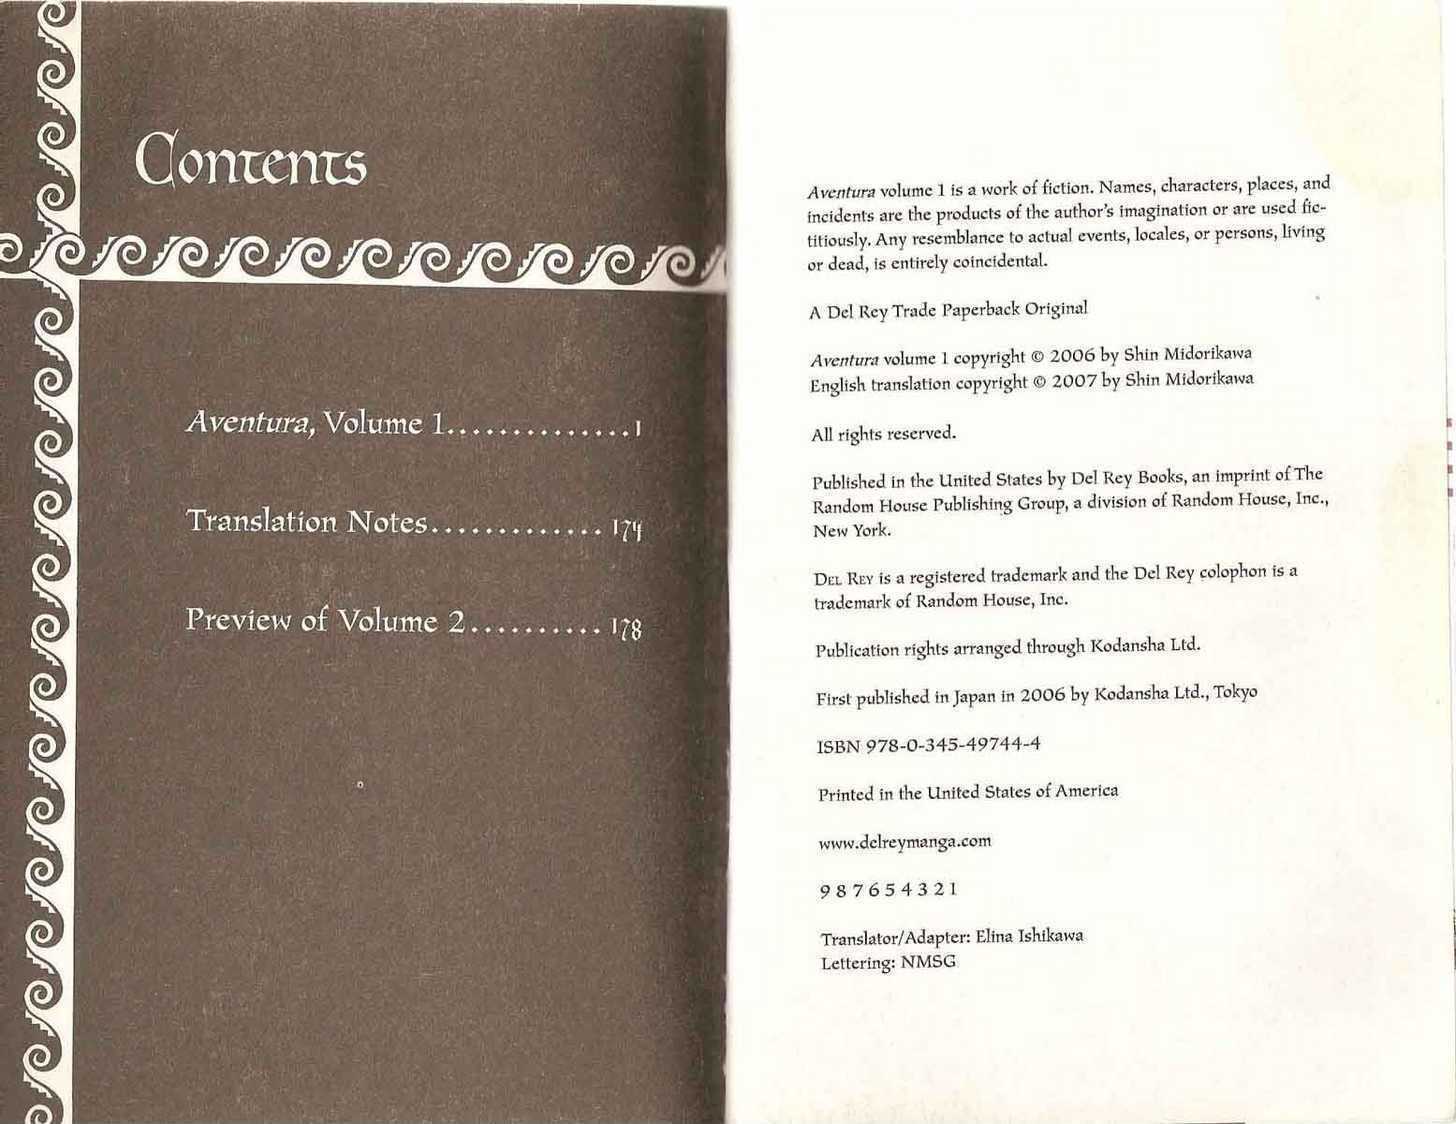 Contents
Aventura, Volume 1..............1
Translation Notes.............. 174
Preview of Volume 2........... 178
Aventura volume 1 is a work of fiction. Names, characters, places, and
incidents are the products of the author's imagination or are used fic-
titiously. Any resemblance to actual events, locales, or persons, living
or dead, is entirely coincidental.
A Del Rey Trade Paperback Original
Aventura volume 1 copyright © 2006 by Shin Midorikawa
English translation copyright © 2007 by Shin Midorikawa
All rights reserved.
Published in the United States by Del Rey Books, an imprint of The
Random House Publishing Group, a division of Random House, Inc.,
New York.
DEL REY is a registered trademark and the Del Rey colophon is a
trademark of Random House, Inc.
Publication rights arranged through Kodansha Ltd.
First published in Japan in 2006 by Kodansha Ltd., Tokyo
ISBN 978-0-345-49744-4
Printed in the United States of America
www.delreymanga.com
9 8 7 6 5 4 3 2 1
Translator/Adapter: Elina Ishikawa
Lettering: NMSG